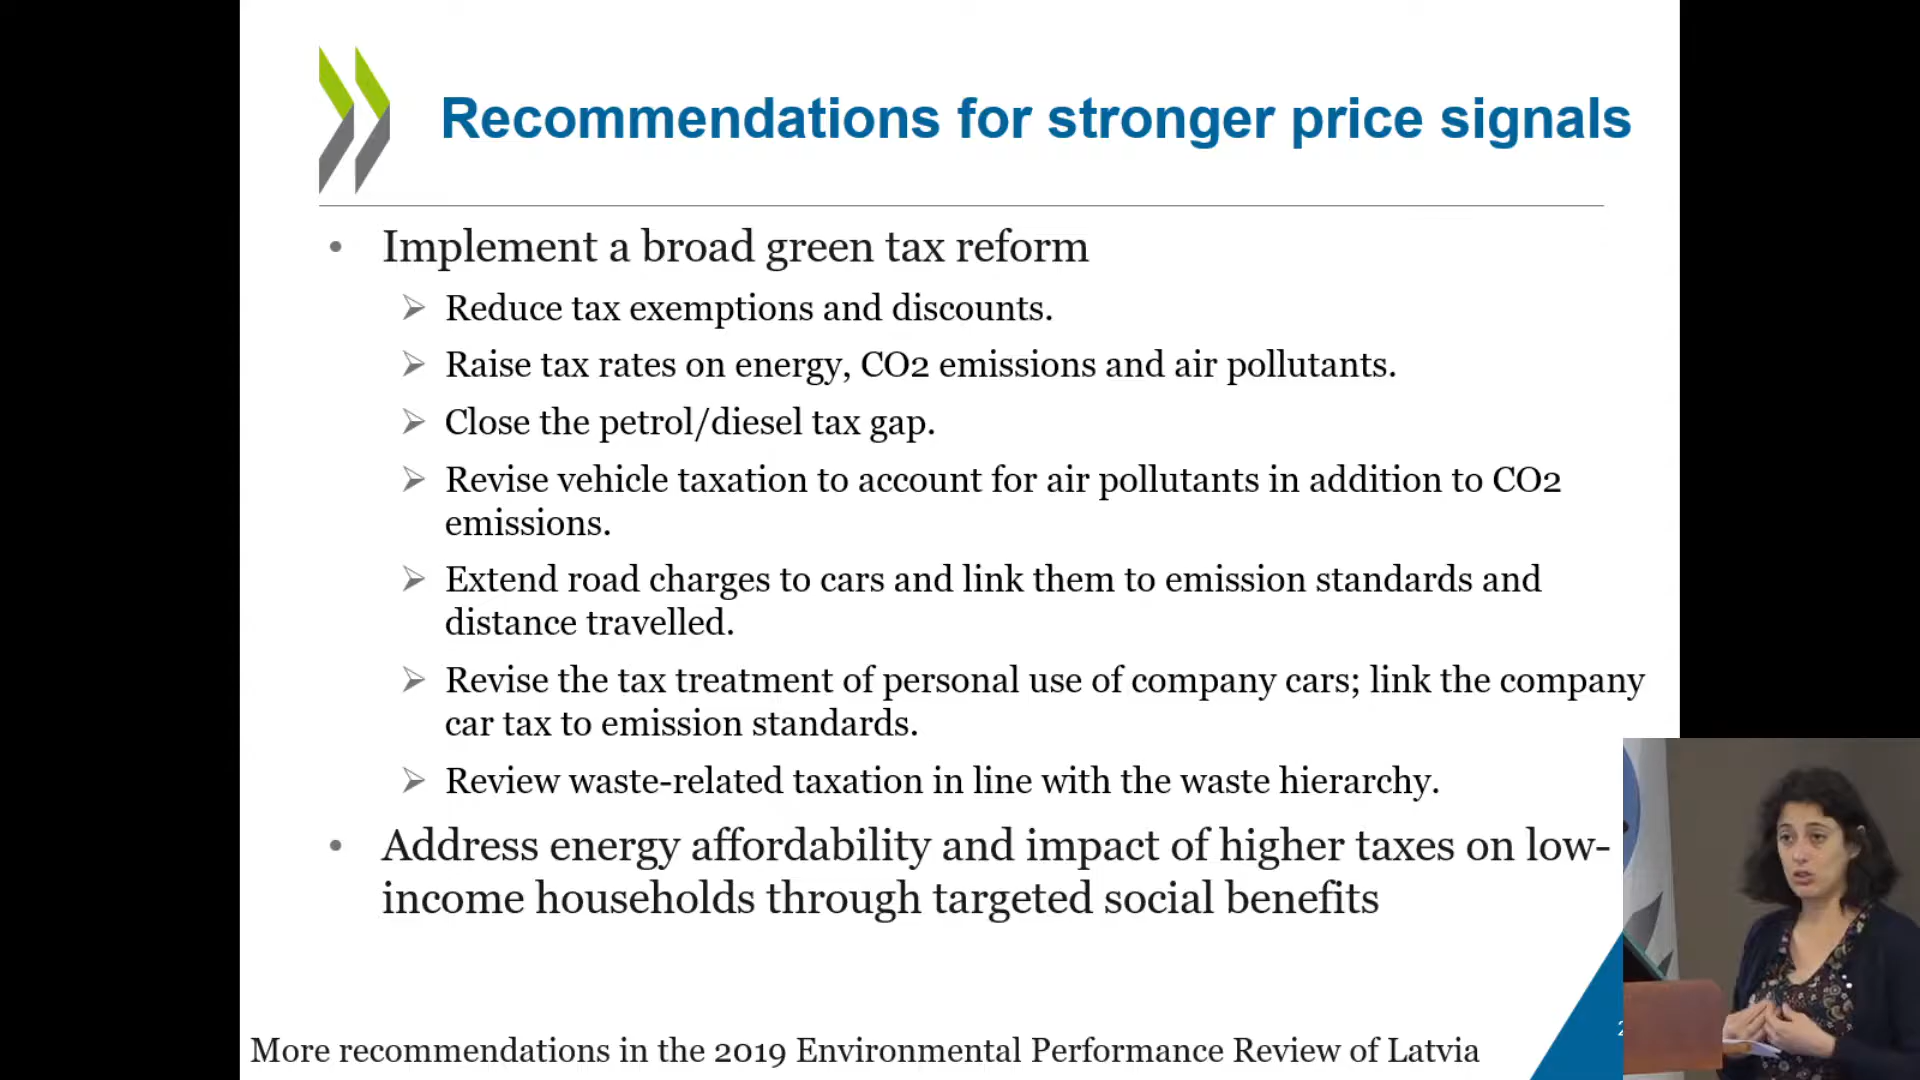 Recommendations for stronger price signals
• Implement a broad green tax reform
➢ Reduce tax exemptions and discounts.
➢ Raise tax rates on energy, CO2 emissions and air pollutants.
➢ Close the petrol/diesel tax gap.
➢ Revise vehicle taxation to account for air pollutants in addition to CO2
emissions.
➢ Extend road charges to cars and link them to emission standards and
distance travelled.
➢ Revise the tax treatment of personal use of company cars; link the company
car tax to emission standards.
➢ Review waste-related taxation in line with the waste hierarchy.
• Address energy affordability and impact of higher taxes on low-
income households through targeted social benefits
More recommendations in the 2019 Environmental Performance Review of Latvia